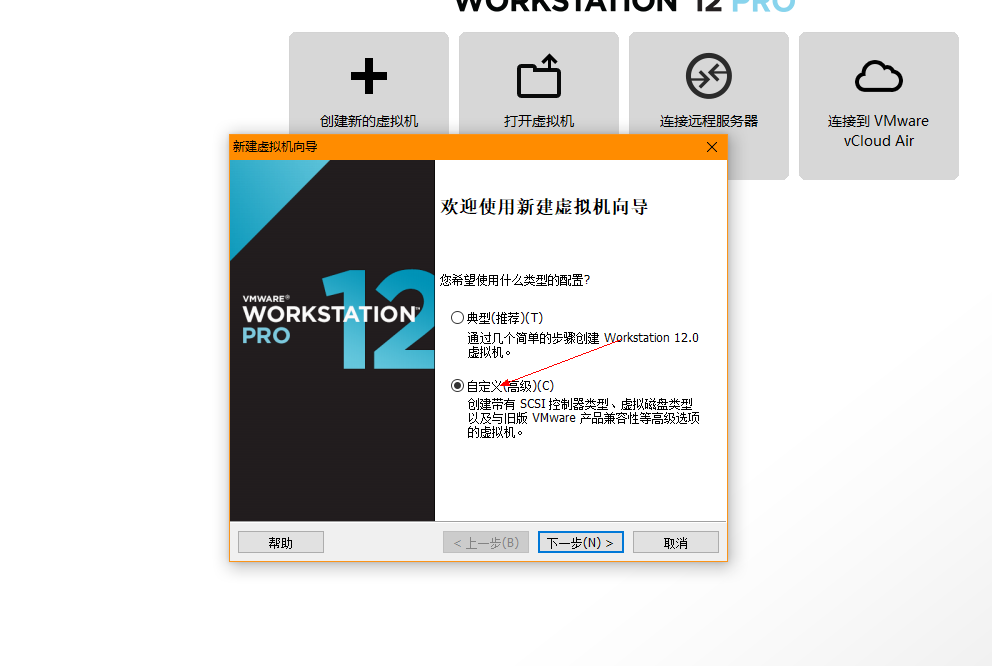 WORKSTATION 12 PRO
创建新的虚拟机
打开虚拟机
连接远程服务器
连接到 VMware
vCloud Air
新建虚拟机向导
VMWARE®
WORKSTATION™
PRO
12
欢迎使用新建虚拟机向导
您希望使用什么类型的配置?
典型(推荐)(T)
通过几个简单的步骤创建 Workstation 12.0
虚拟机。
自定义(高级)(C)
创建带有 SCSI 控制器类型、虚拟磁盘类型
以及与旧版 VMware 产品兼容性等高级选项
的虚拟机。
帮助
< 上一步(B)
下一步(N) >
取消